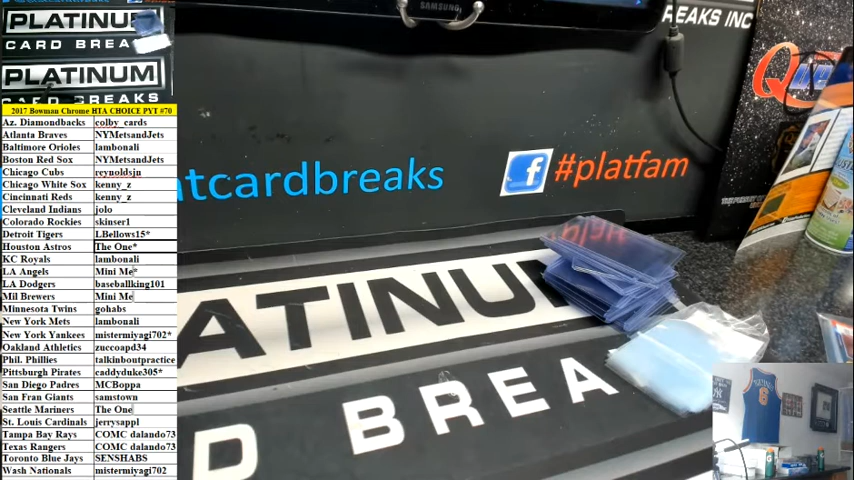 PLATINUM
CARD BREA
PLATINUM
CARD BREAKS
2017 Bowman Chrome HTA CHOICE PYT #70
Az. Diamondbacks colby_cards
Atlanta Braves NYMetsandJets
Baltimore Orioles lambonali
Boston Red Sox NYMetsandJets
Chicago Cubs reynoldsjn
Chicago White Sox kenny_z
Cincinnati Reds kenny_z
Cleveland Indians jolo
Colorado Rockies skinser1
Detroit Tigers LBellows15*
Houston Astros The One*
KC Royals lambonali
LA Angels Mini Me*
LA Dodgers baseballking101
Mil Brewers Mini Me
Minnesota Twins gohabs
New York Mets lambonali
New York Yankees mistermiyagi702*
Oakland Athletics zuccoapd34
Phil. Phillies talkinboutpractice
Pittsburgh Pirates caddyduke305*
San Diego Padres MCBoppa
San Fran Giants samstown
Seattle Mariners The One
St. Louis Cardinals jerrysappl
Tampa Bay Rays COMC dalando73
Texas Rangers COMC dalando73
Toronto Blue Jays SENSHABS
Wash Nationals mistermiyagi702
SAMSUNG
REAKS INC
atcardbreaks
f #platfam
ATINUM
D BREA
6